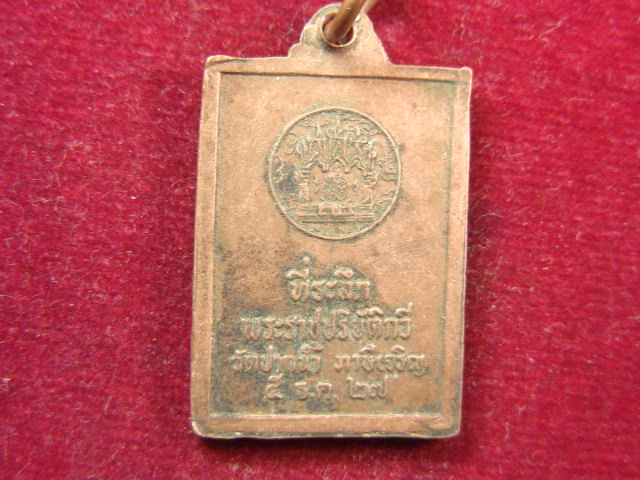 ที่ระลึก
พระราชปริยัติกวี
วัดปากน้ำ ภาษีเจริญ
๕ ธ.ค. ๒๗